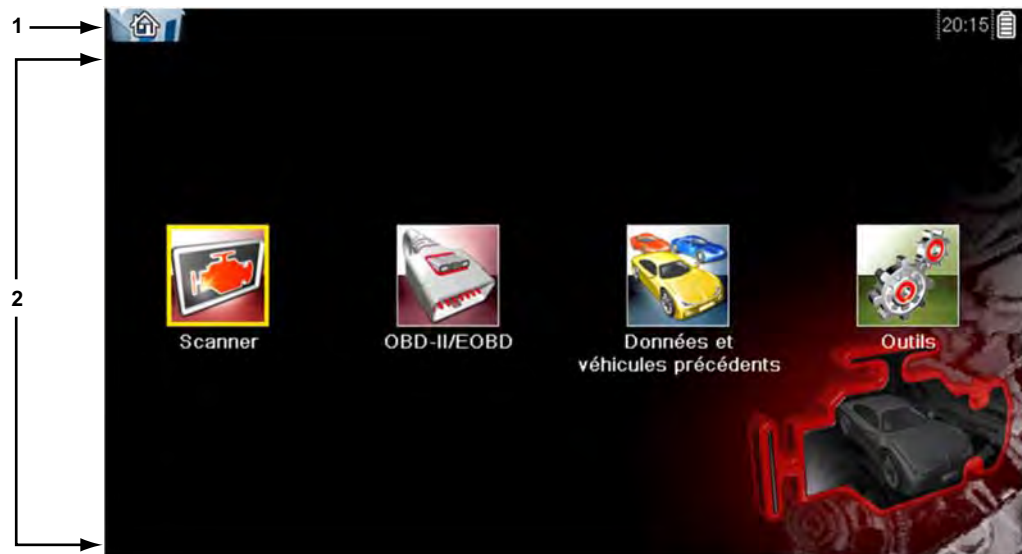 1
20:15
2
Scanner
OBD-II/EOBD
Données et
véhicules précédents
Outils